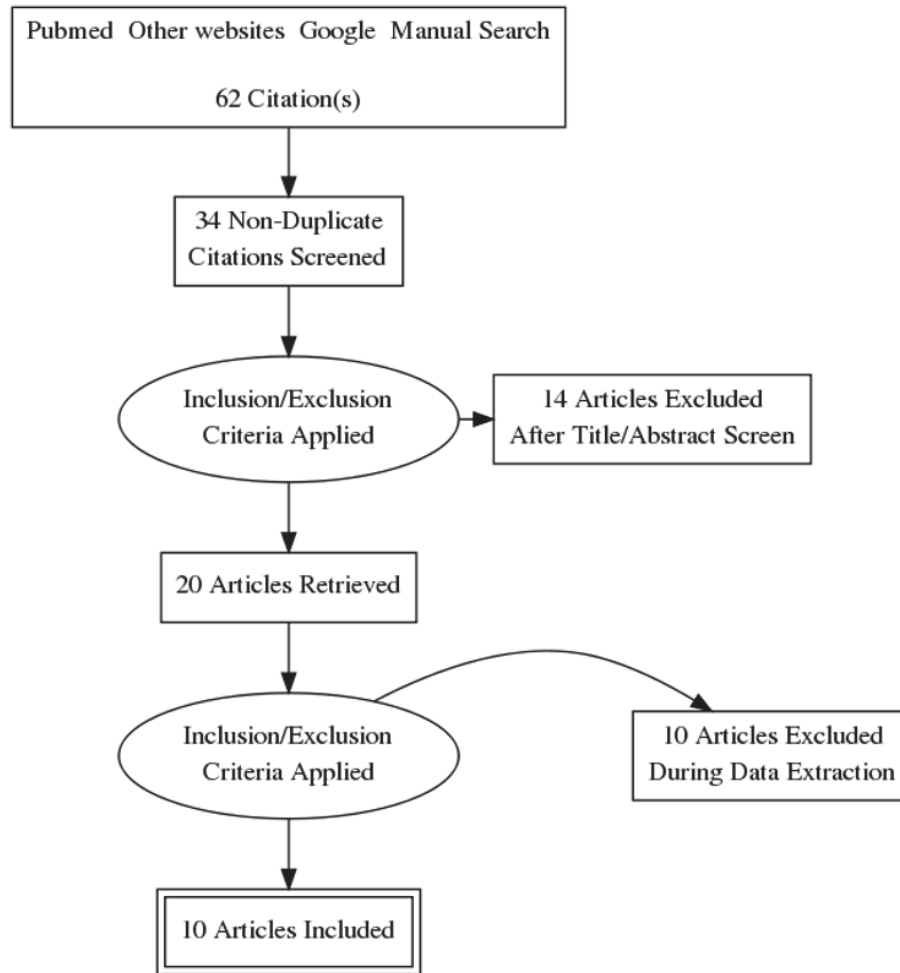 Pubmed Other websites Google Manual Search
62 Citation(s)
34 Non-Duplicate
Citations Screened
Inclusion/Exclusion
Criteria Applied
14 Articles Excluded
After Title/Abstract Screen
20 Articles Retrieved
Inclusion/Exclusion
Criteria Applied
10 Articles Excluded
During Data Extraction
10 Articles Included